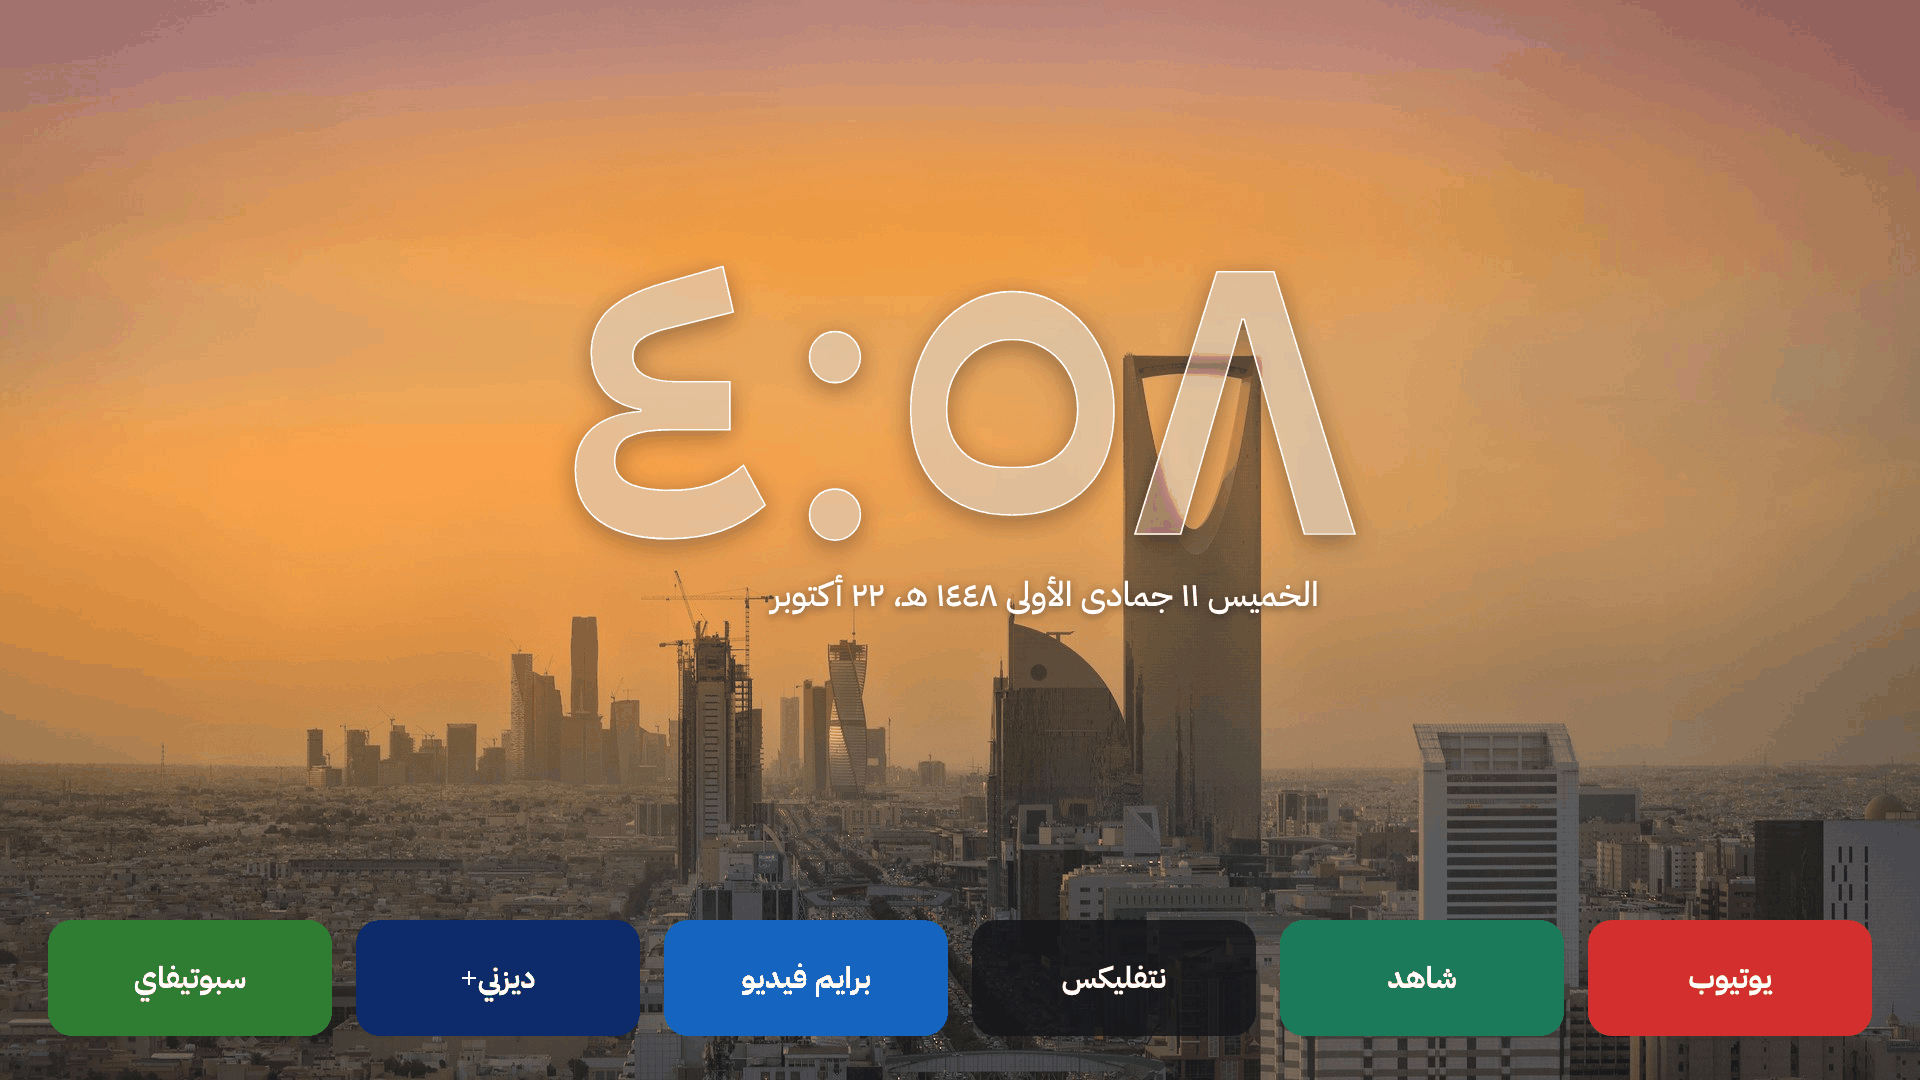 ٤:٥٨
الخميس ١١ جمادى الأولى ١٤٤٨ هـ، ٢٢ أكتوبر
يوتيوب
شاهد
نتفليكس
برايم فيديو
ديزني+
سبوتيفاي